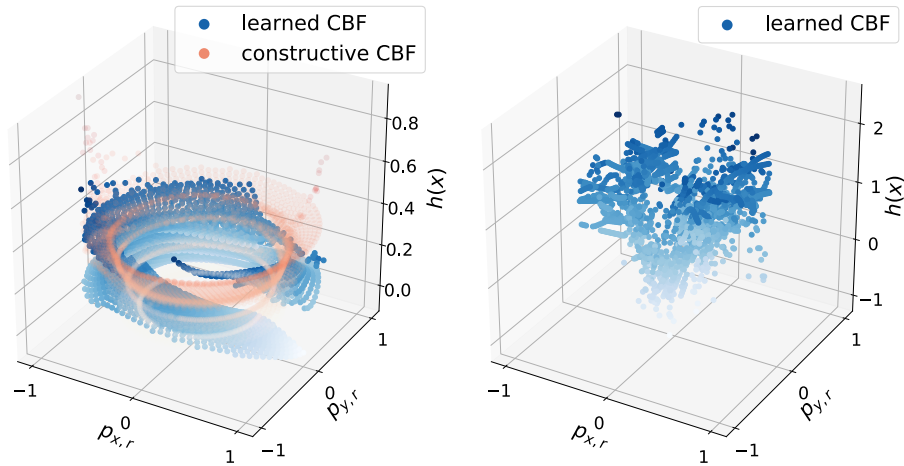 learned CBF
constructive CBF
0.8
0.6
0.4
0.2
0.0
h(x)
−1
0
1
p_{x,r}
−1
0
1
p_{y,r}
learned CBF
2
1
0
−1
h(x)
−1
0
1
p_{x,r}
−1
0
1
p_{y,r}